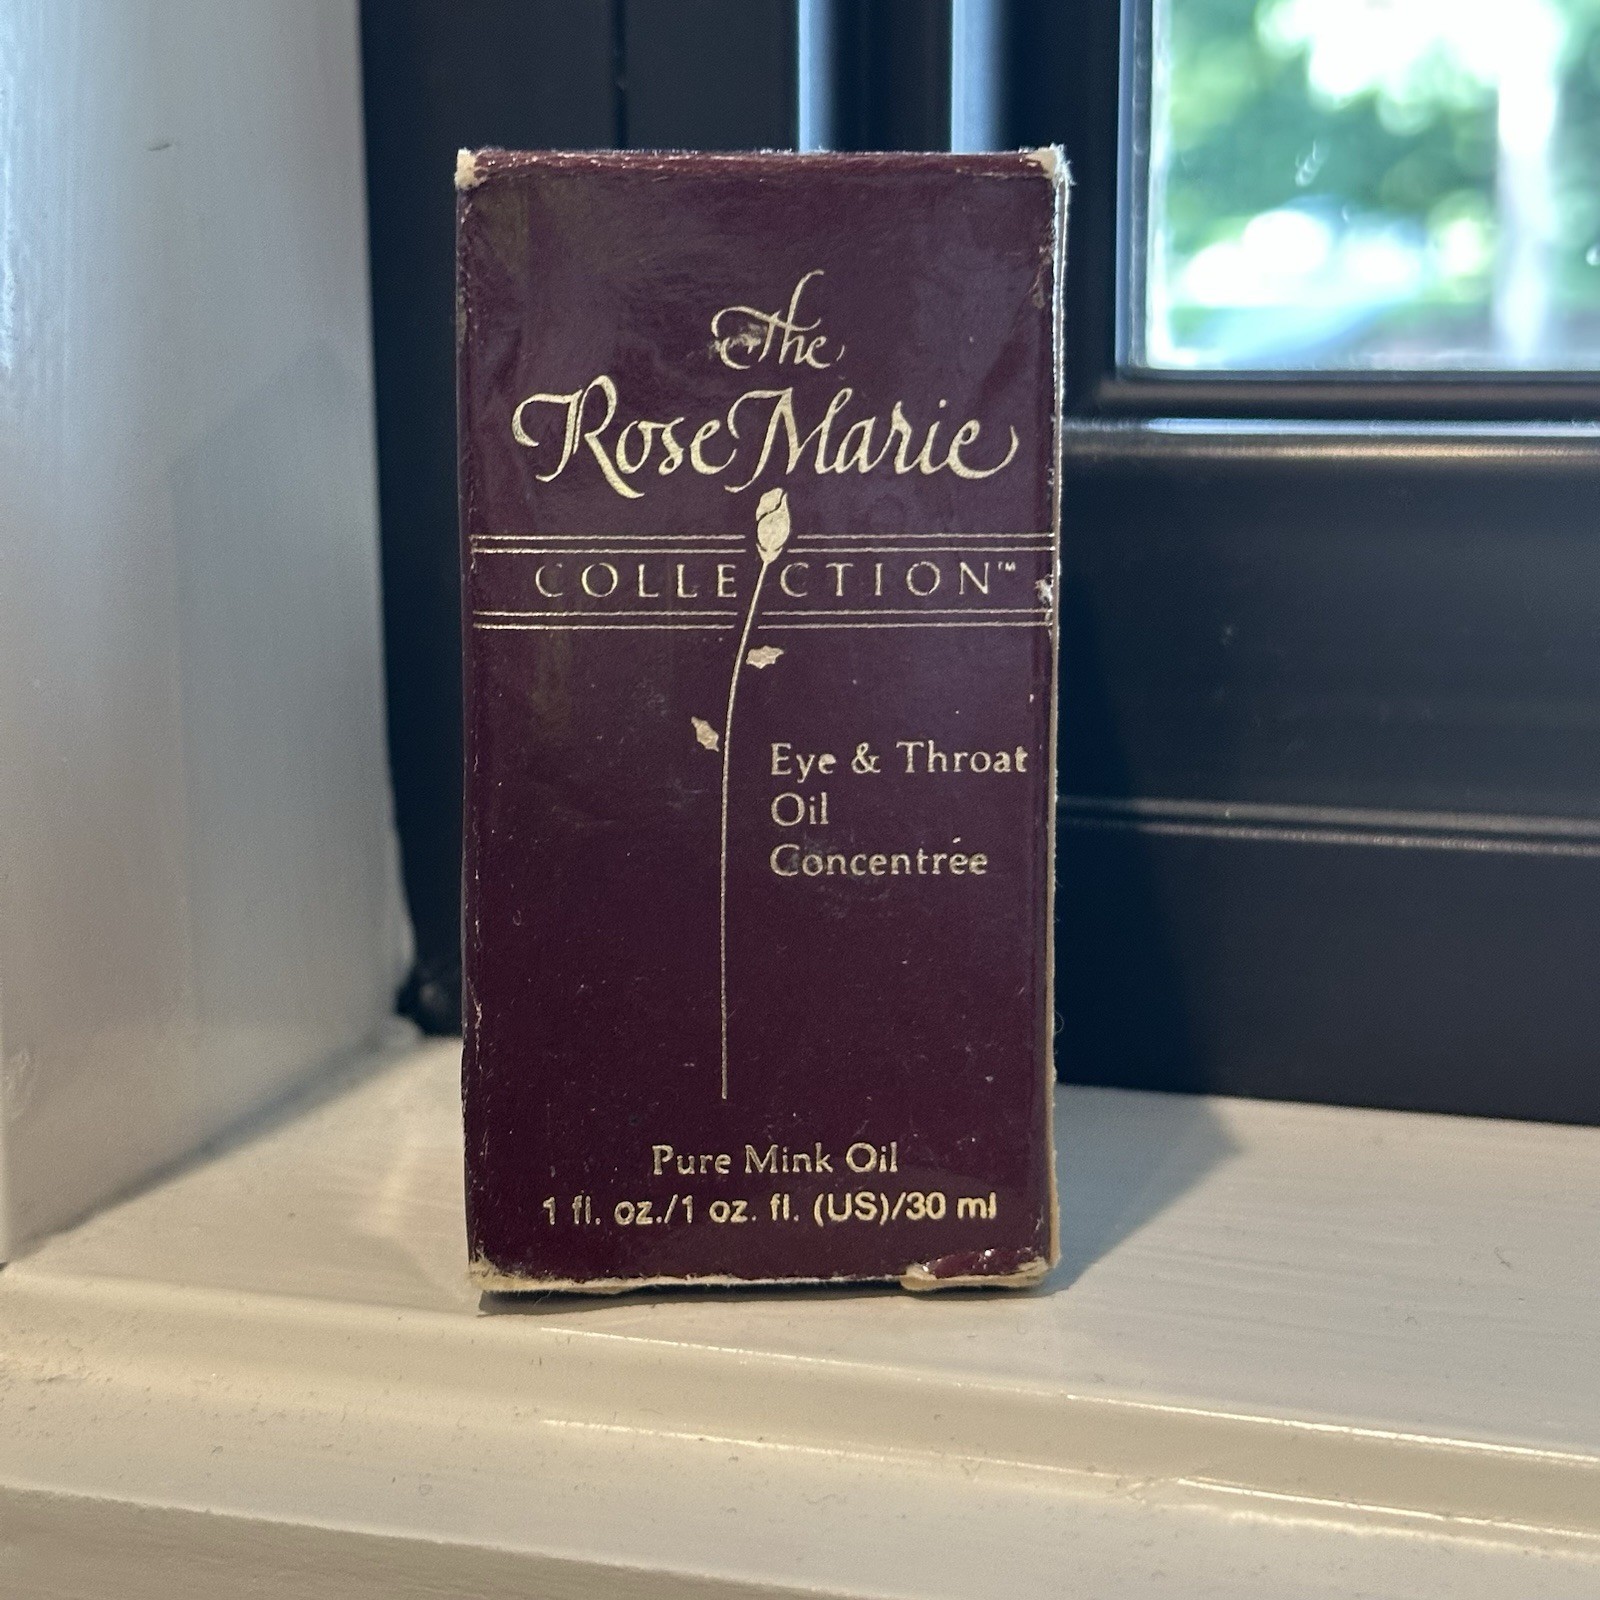 The
Rose Marie
COLLECTION™
Eye & Throat
Oil
Concentrée
Pure Mink Oil
1 fl. oz./1 oz. fl. (US)/30 ml